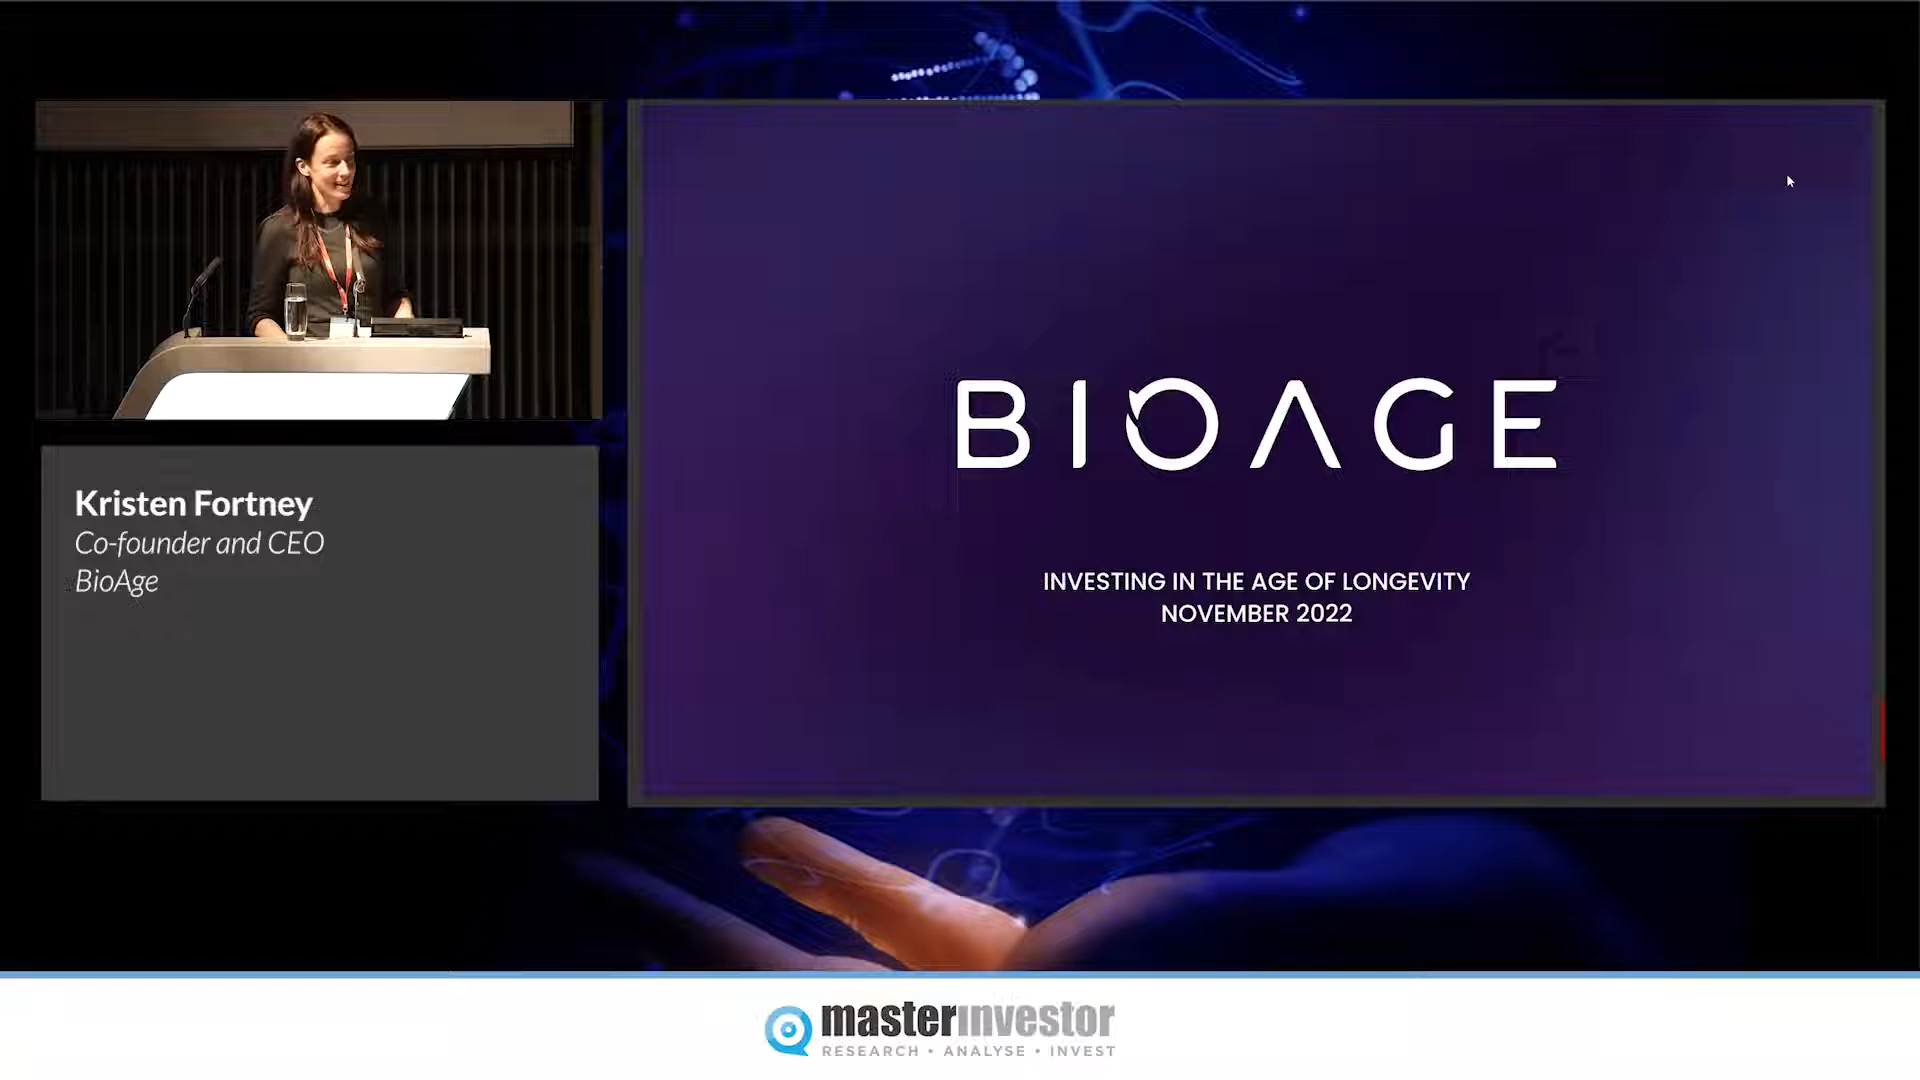 Kristen Fortney
Co-founder and CEO
BioAge
BIOAGE
INVESTING IN THE AGE OF LONGEVITY
NOVEMBER 2022
masterinvestor
RESEARCH • ANALYSE • INVEST